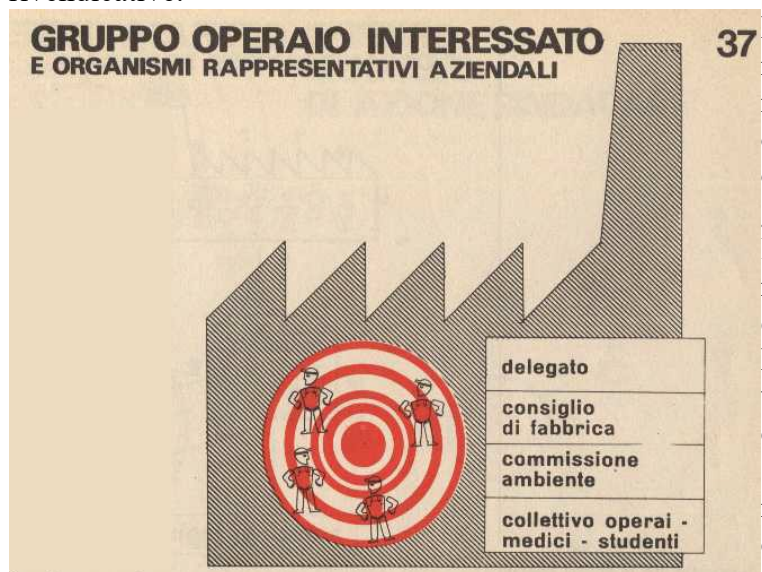 GRUPPO OPERAIO INTERESSATO 37
E ORGANISMI RAPPRESENTATIVI AZIENDALI
delegato
consiglio
di fabbrica
commissione
ambiente
collettivo operai -
medici - studenti